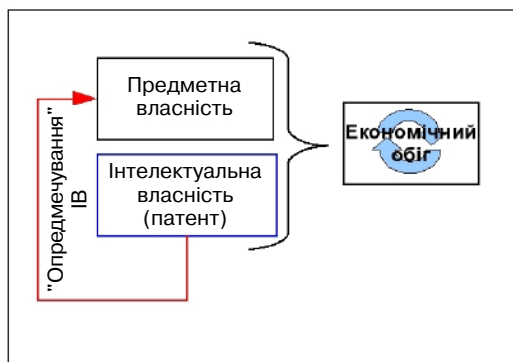 Предметна
власність
Економічний
обіг
Інтелектуальна
власність
(патент)
"Опредмечування"
ІВ